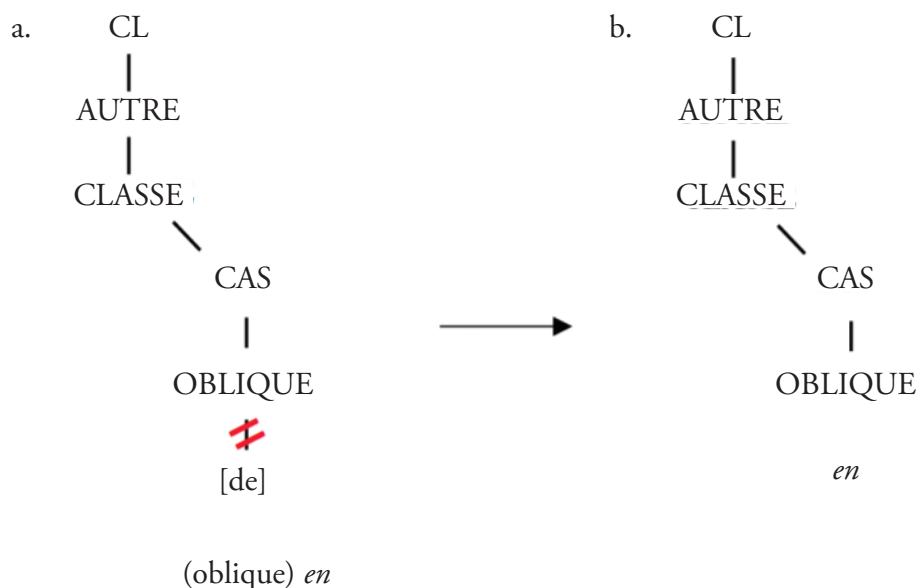 a. CL b. CL
AUTRE AUTRE
CLASSE CLASSE
CAS CAS
OBLIQUE OBLIQUE
[de] en
(oblique) en